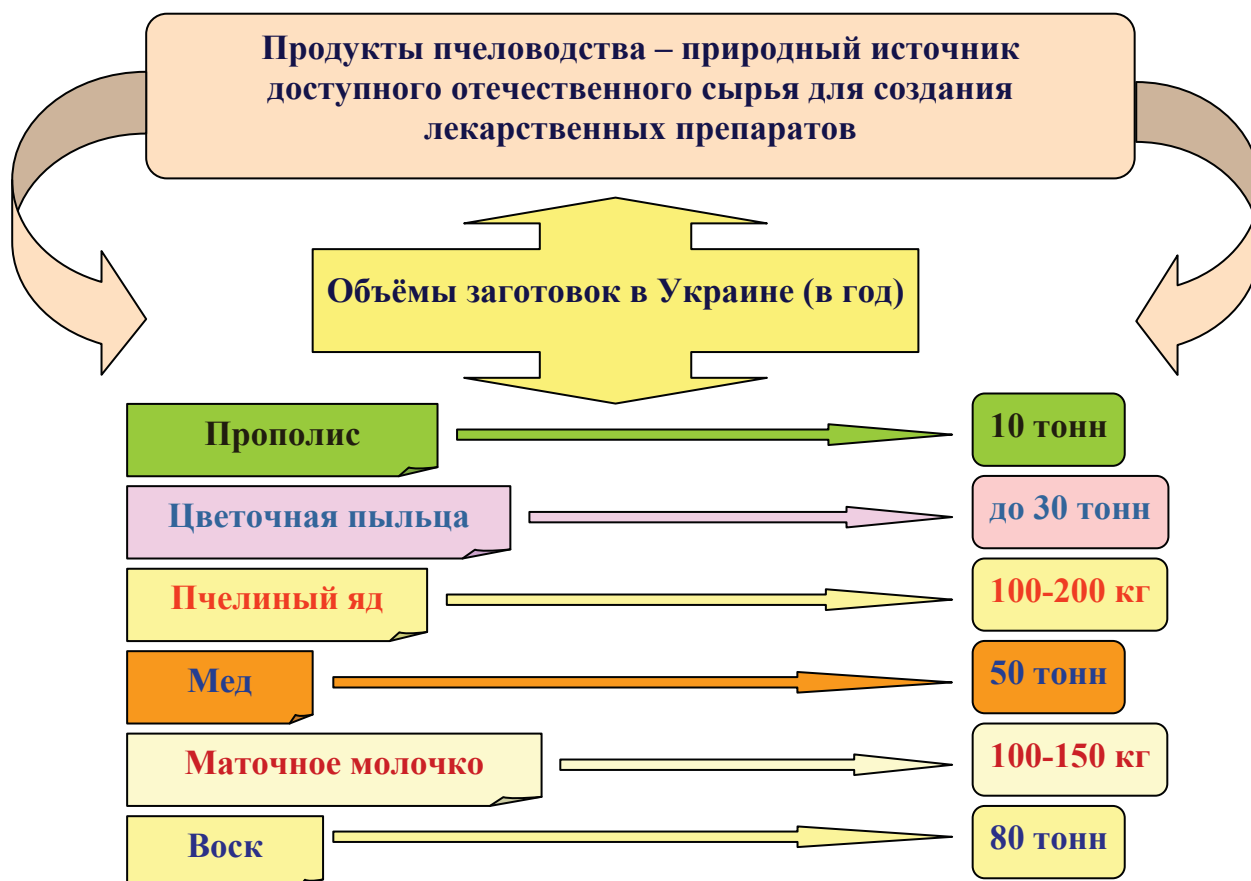 Продукты пчеловодства – природный источник
доступного отечественного сырья для создания
лекарственных препаратов
Объёмы заготовок в Украине (в год)
Прополис
10 тонн
Цветочная пыльца
до 30 тонн
Пчелиный яд
100-200 кг
Мед
50 тонн
Маточное молочко
100-150 кг
Воск
80 тонн